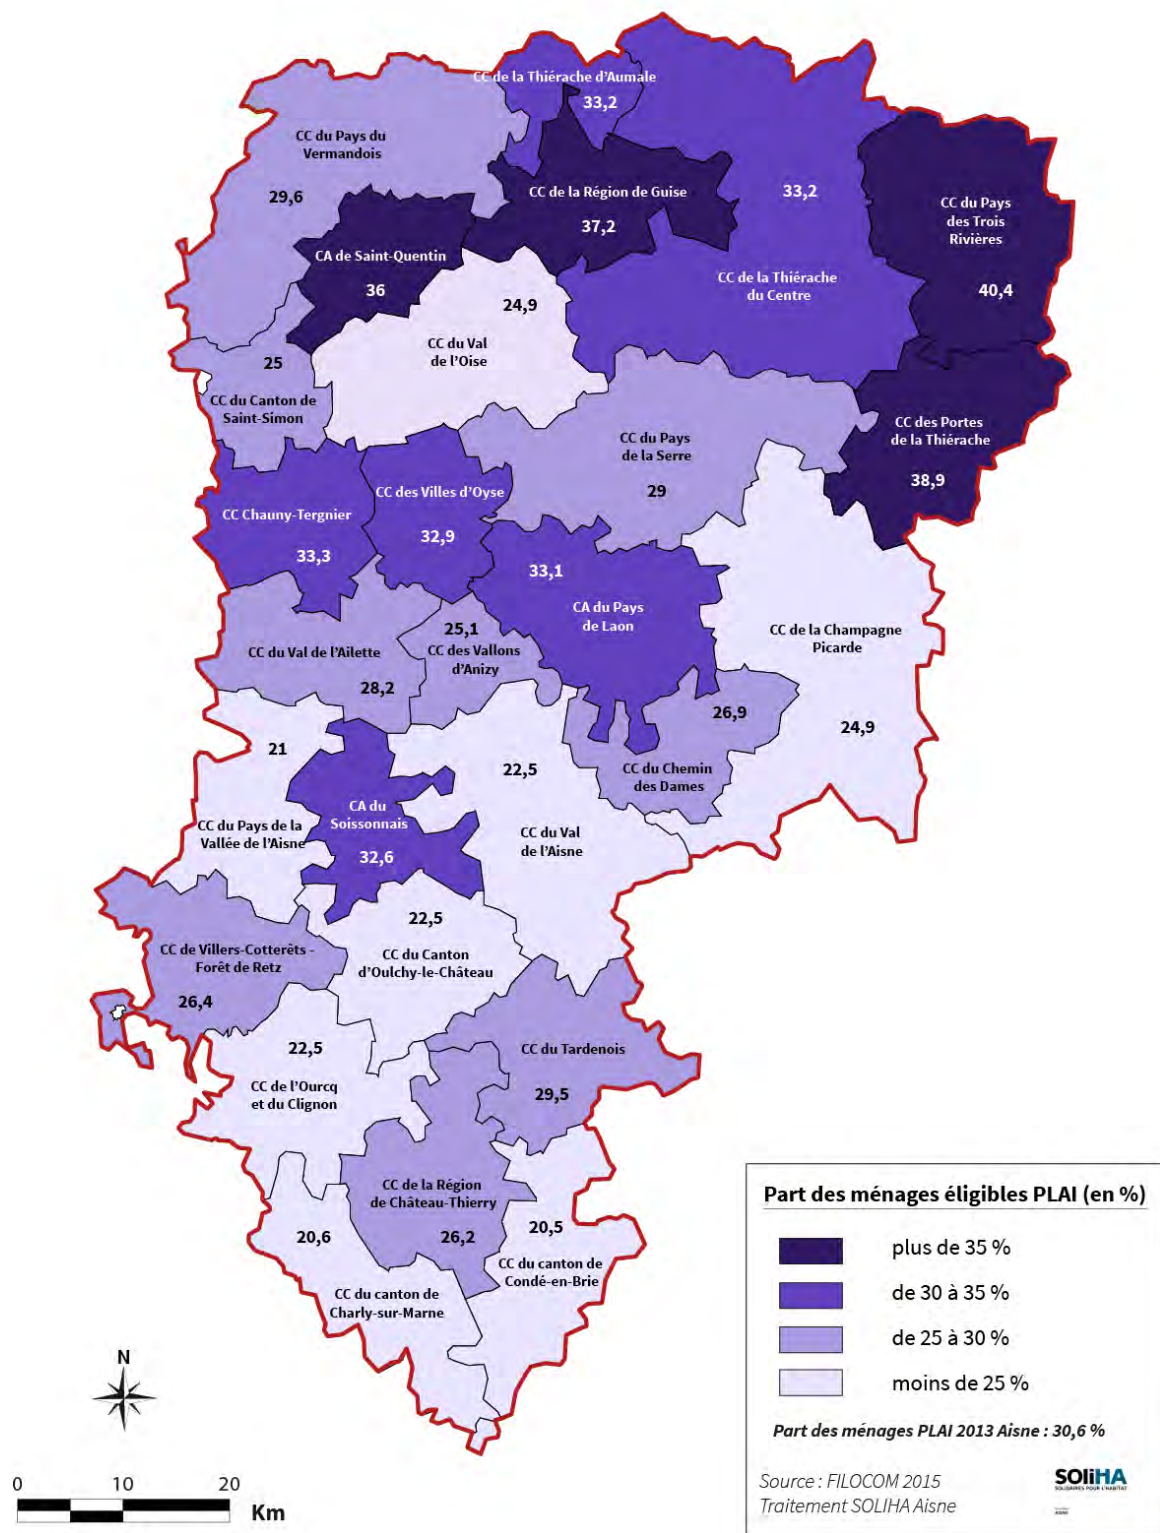 CC de la Thiérache d'Aumale
33,2
CC du Pays du
Vermandois
29,6
CC de la Région de Guise
37,2
33,2
CC de la Thiérache
du Centre
CC du Pays
des Trois
Rivières
40,4
CA de Saint-Quentin
36
24,9
CC du Val
de l'Oise
25
CC du Canton de
Saint-Simon
CC des Portes
de la Thiérache
38,9
CC du Pays
de la Serre
29
CC Chauny-Tergnier
33,3
CC des Villes d'Oyse
32,9
33,1
CA du Pays
de Laon
CC de la Champagne
Picarde
24,9
CC du Val de l'Ailette
28,2
25,1
CC des Vallons
d'Anizy
26,9
CC du Chemin
des Dames
21
CC du Pays de la
Vallée de l'Aisne
CA du
Soissonnais
32,6
22,5
CC du Val
de l'Aisne
22,5
CC du Canton
d'Oulchy-le-Château
CC de Villers-Cotterêts -
Forêt de Retz
26,4
22,5
CC de l'Ourcq
et du Clignon
CC du Tardenois
29,5
CC de la Région
de Château-Thierry
26,2
20,6
CC du canton de
Charly-sur-Marne
20,5
CC du canton de
Condé-en-Brie
N
0 10 20
Km
Part des ménages éligibles PLAI (en %)
plus de 35 %
de 30 à 35 %
de 25 à 30 %
moins de 25 %
Part des ménages PLAI 2013 Aisne : 30,6 %
Source : FILOCOM 2015
Traitement SOLIHA Aisne
SOLiHA
SOLIDAIRES POUR L'HABITAT
AISNE